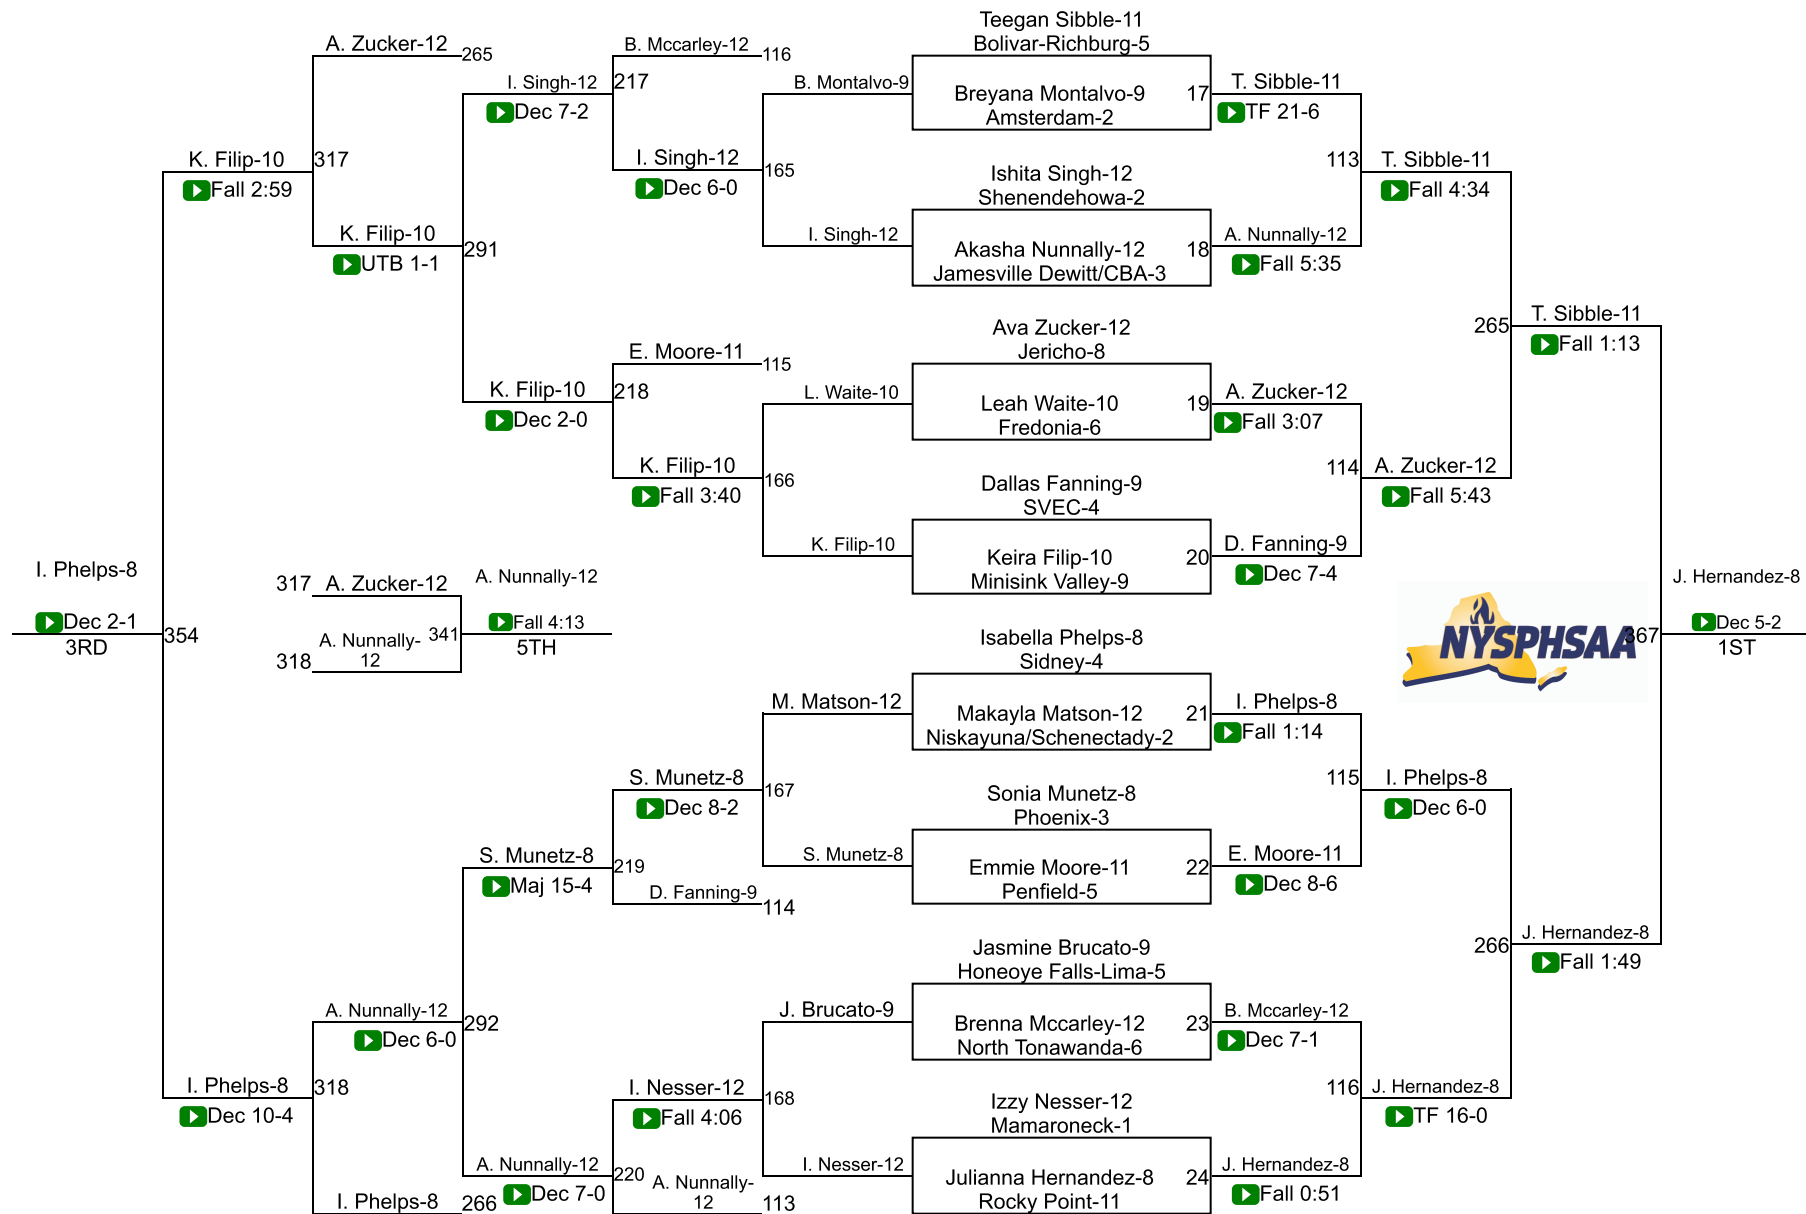 Teegan Sibble-11
Bolivar-Richburg-5
Breyana Montalvo-9
Amsterdam-2
17
Ishita Singh-12
Shenendehowa-2
Akasha Nunnally-12
Jamesville Dewitt/CBA-3
18
Ava Zucker-12
Jericho-8
Leah Waite-10
Fredonia-6
19
Dallas Fanning-9
SVEC-4
Keira Filip-10
Minisink Valley-9
20
Isabella Phelps-8
Sidney-4
Makayla Matson-12
Niskayuna/Schenectady-2
21
Sonia Munetz-8
Phoenix-3
Emmie Moore-11
Penfield-5
22
Jasmine Brucato-9
Honeoye Falls-Lima-5
Brenna Mccarley-12
North Tonawanda-6
23
Izzy Nesser-12
Mamaroneck-1
Julianna Hernandez-8
Rocky Point-11
24
T. Sibble-11
TF 21-6
A. Nunnally-12
Fall 5:35
A. Zucker-12
Fall 3:07
D. Fanning-9
Dec 7-4
I. Phelps-8
Fall 1:14
E. Moore-11
Dec 8-6
B. Mccarley-12
Dec 7-1
J. Hernandez-8
Fall 0:51
113
T. Sibble-11
Fall 4:34
114
A. Zucker-12
Fall 5:43
115
I. Phelps-8
Dec 6-0
116
J. Hernandez-8
TF 16-0
265
T. Sibble-11
Fall 1:13
266
J. Hernandez-8
Fall 1:49
NYSPHSAA
367
J. Hernandez-8
Dec 5-2
1ST
B. Montalvo-9
I. Singh-12
L. Waite-10
K. Filip-10
M. Matson-12
S. Munetz-8
J. Brucato-9
I. Nesser-12
B. Mccarley-12
116
I. Singh-12
Dec 6-0
165
E. Moore-11
115
K. Filip-10
Fall 3:40
166
S. Munetz-8
Dec 8-2
167
D. Fanning-9
114
I. Nesser-12
Fall 4:06
168
A. Nunnally-
12
113
I. Singh-12
Dec 7-2
217
K. Filip-10
Dec 2-0
218
S. Munetz-8
Maj 15-4
219
A. Nunnally-12
Dec 7-0
220
A. Zucker-12
265
K. Filip-10
UTB 1-1
291
A. Nunnally-12
Dec 6-0
292
I. Phelps-8
266
K. Filip-10
Fall 2:59
317
I. Phelps-8
Dec 10-4
318
I. Phelps-8
Dec 2-1
3RD
354
317
A. Zucker-12
318
A. Nunnally-
12
341
A. Nunnally-12
Fall 4:13
5TH